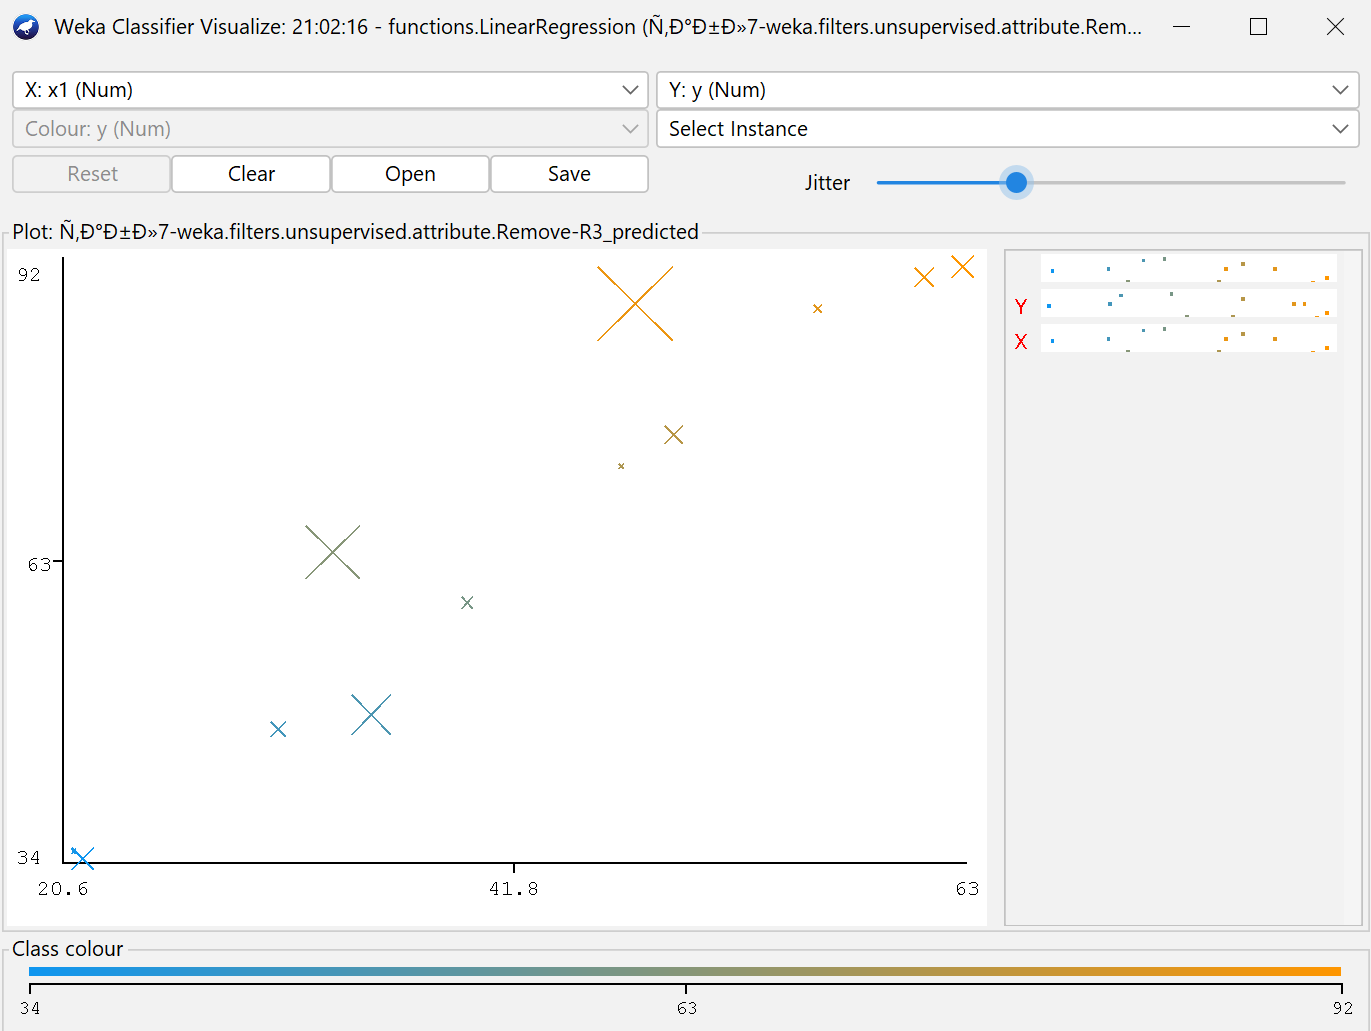 Weka Classifier Visualize: 21:02:16 - functions.LinearRegression (Ñ‚Ð°Ð±Ð»7-weka.filters.unsupervised.attribute.Rem...
X: x1 (Num)
Y: y (Num)
Colour: y (Num)
Select Instance
Reset
Clear
Open
Save
Jitter
Plot: Ñ‚Ð°Ð±Ð»7-weka.filters.unsupervised.attribute.Remove-R3_predicted
92
63
34
20.6
41.8
63
Y
X
Class colour
34
63
92